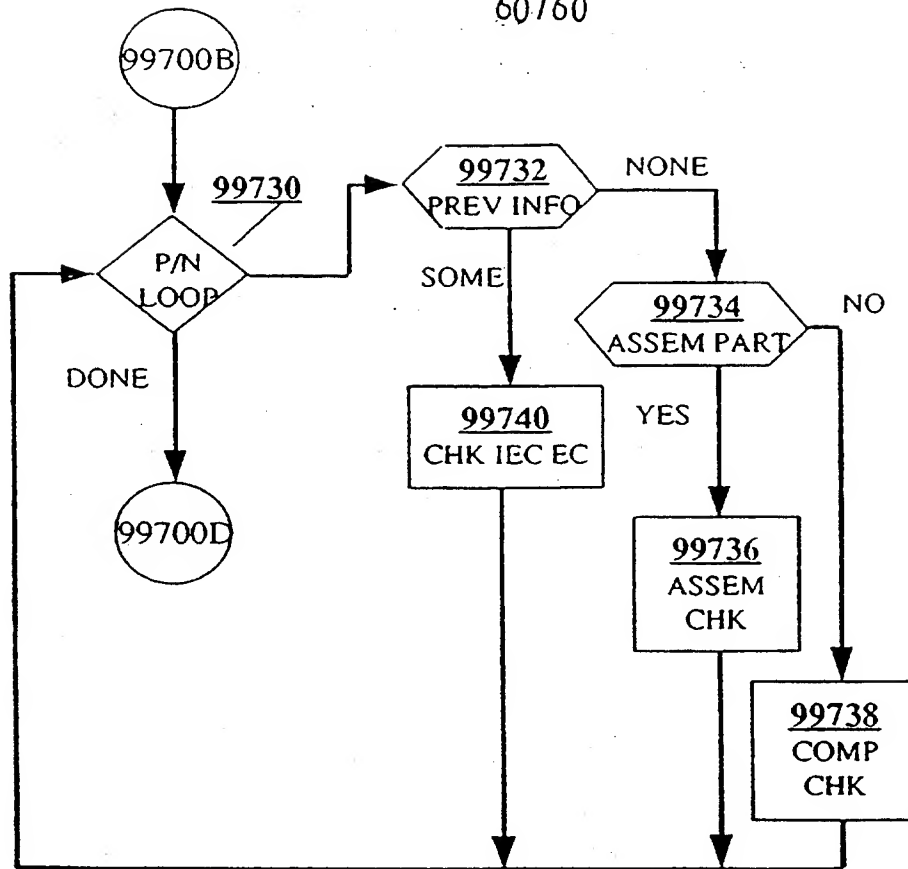 60760
99700B
99730
P/N
LOOP
DONE
99700D
99732
PREV INFO
NONE
SOME
99734
ASSEM PART
NO
YES
99740
CHK IEC EC
99736
ASSEM
CHK
99738
COMP
CHK